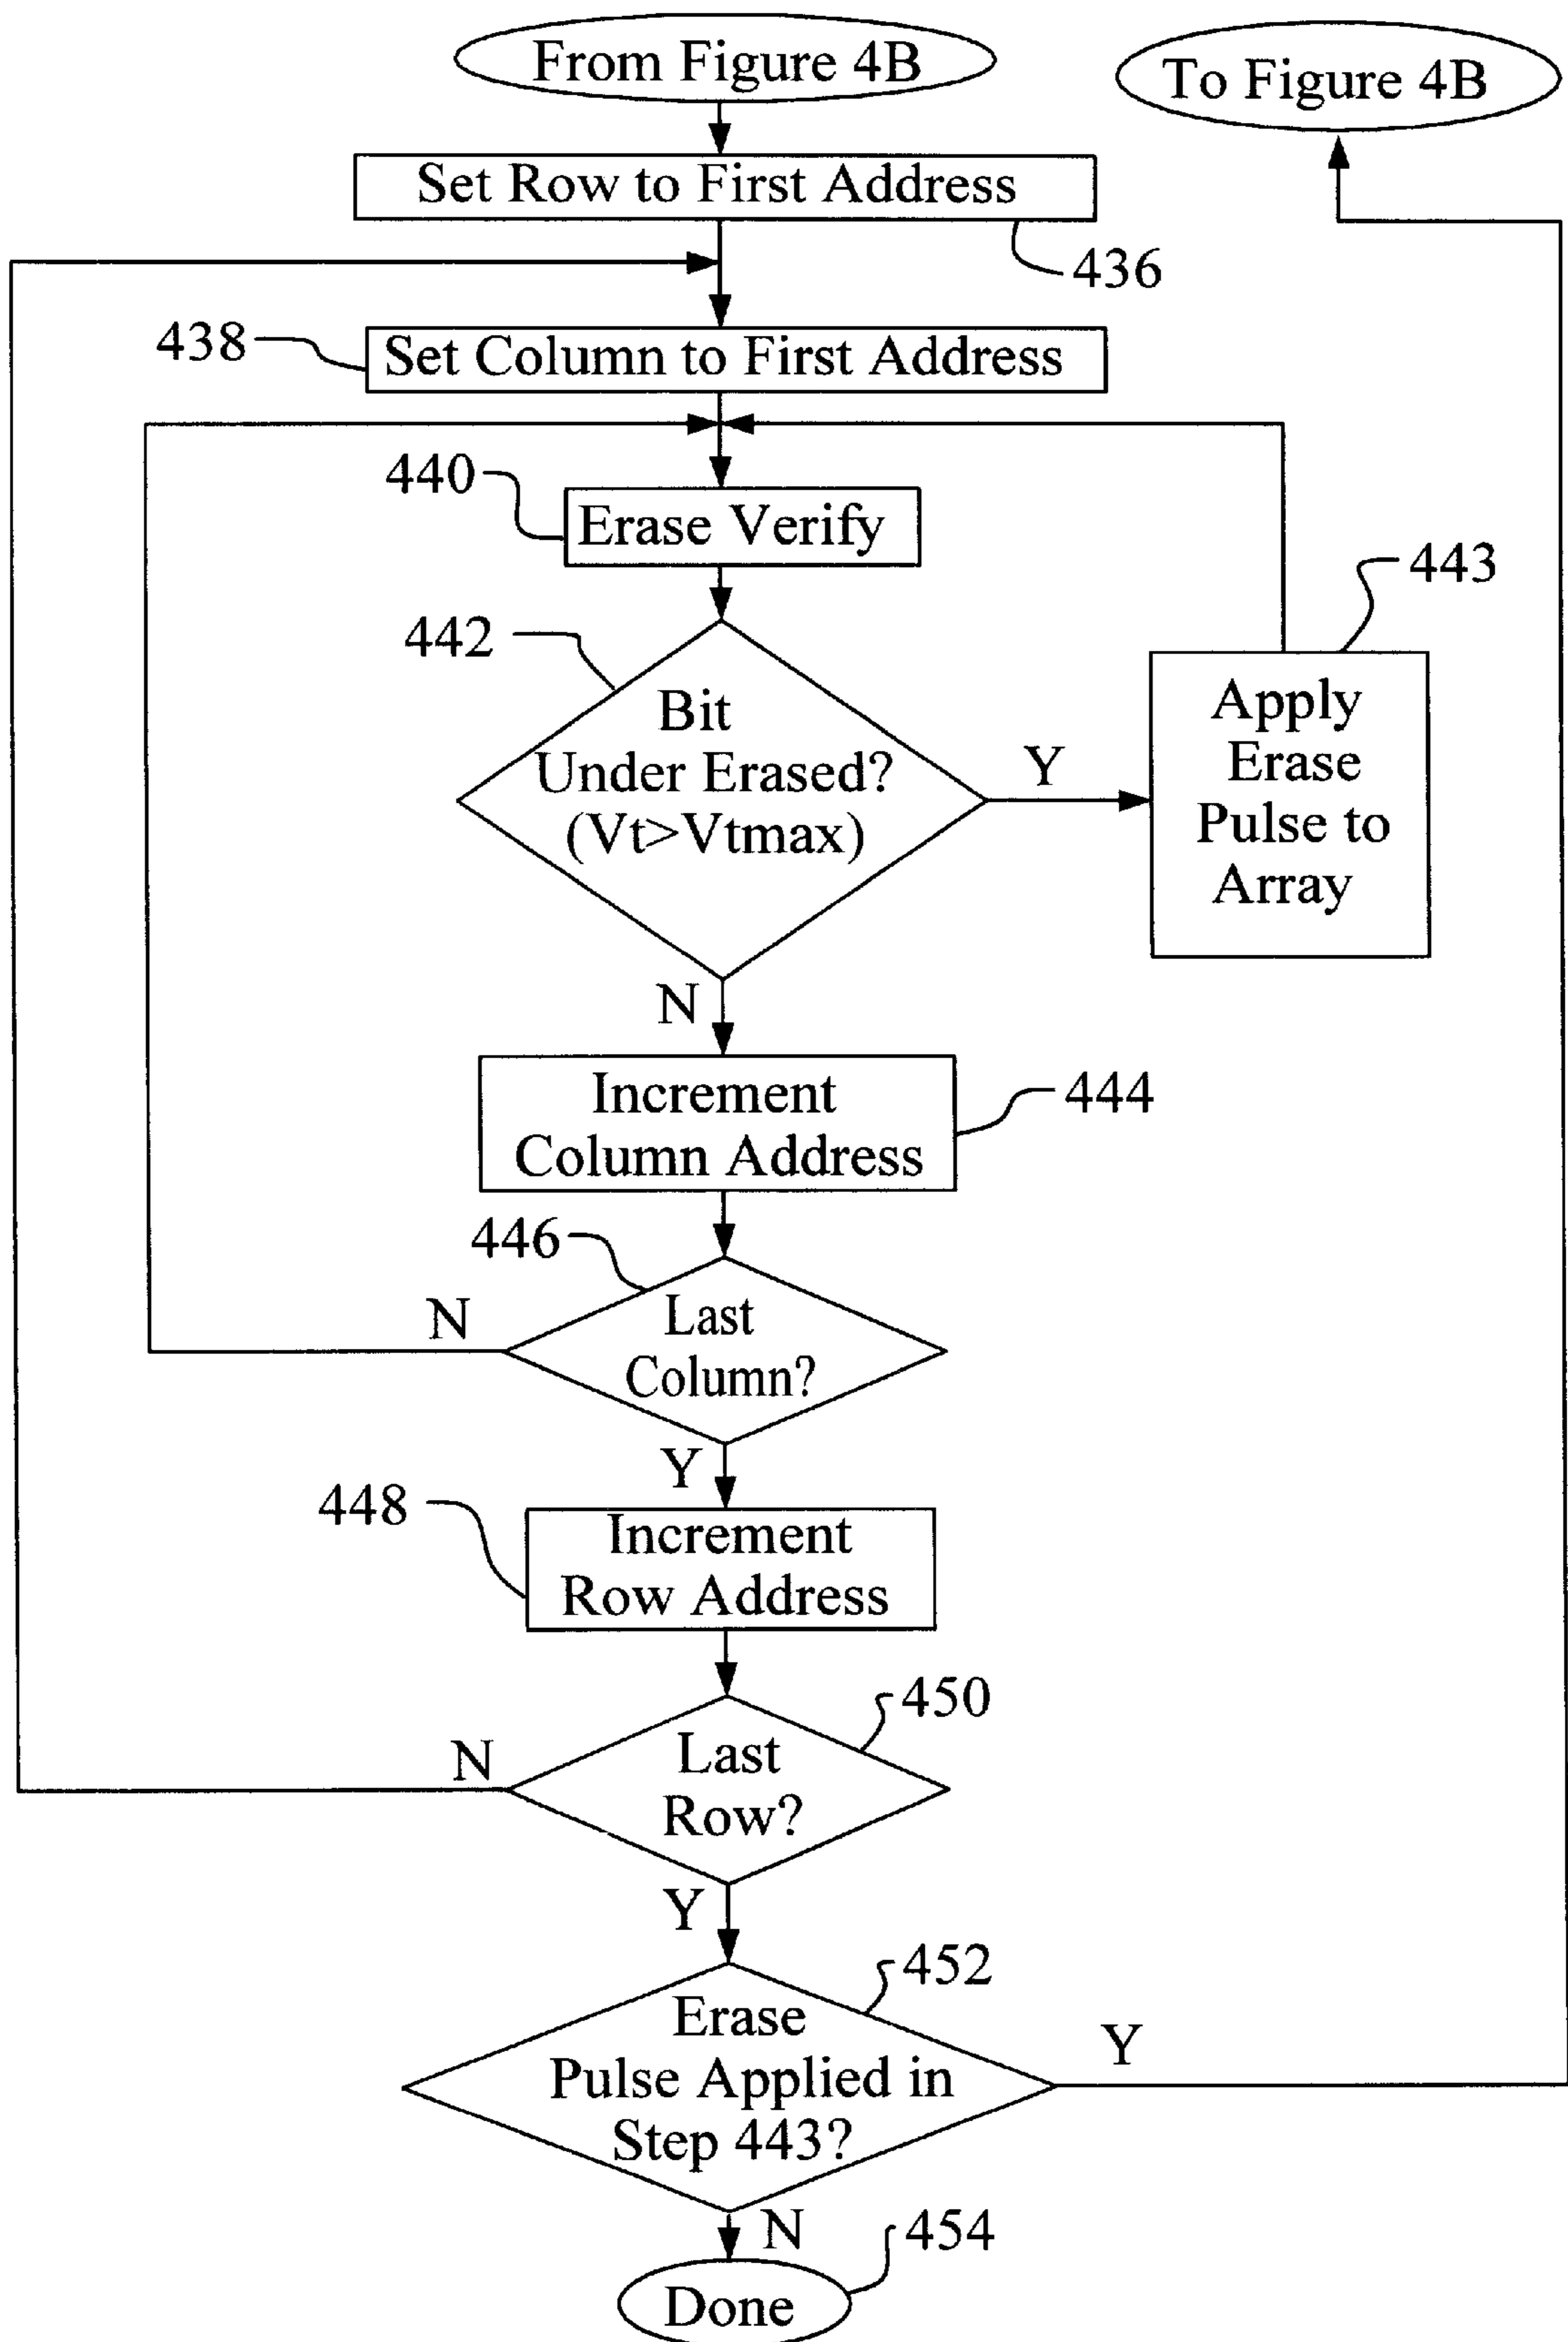 From Figure 4B
To Figure 4B
Set Row to First Address
436
438
Set Column to First Address
440
Erase Verify
443
442
Bit
Under Erased?
(Vt>Vtmax)
Y
Apply
Erase
Pulse to
Array
N
Increment
Column Address
444
446
Last
Column?
N
Y
448
Increment
Row Address
450
Last
Row?
N
Y
452
Erase
Pulse Applied in
Step 443?
Y
N
454
Done